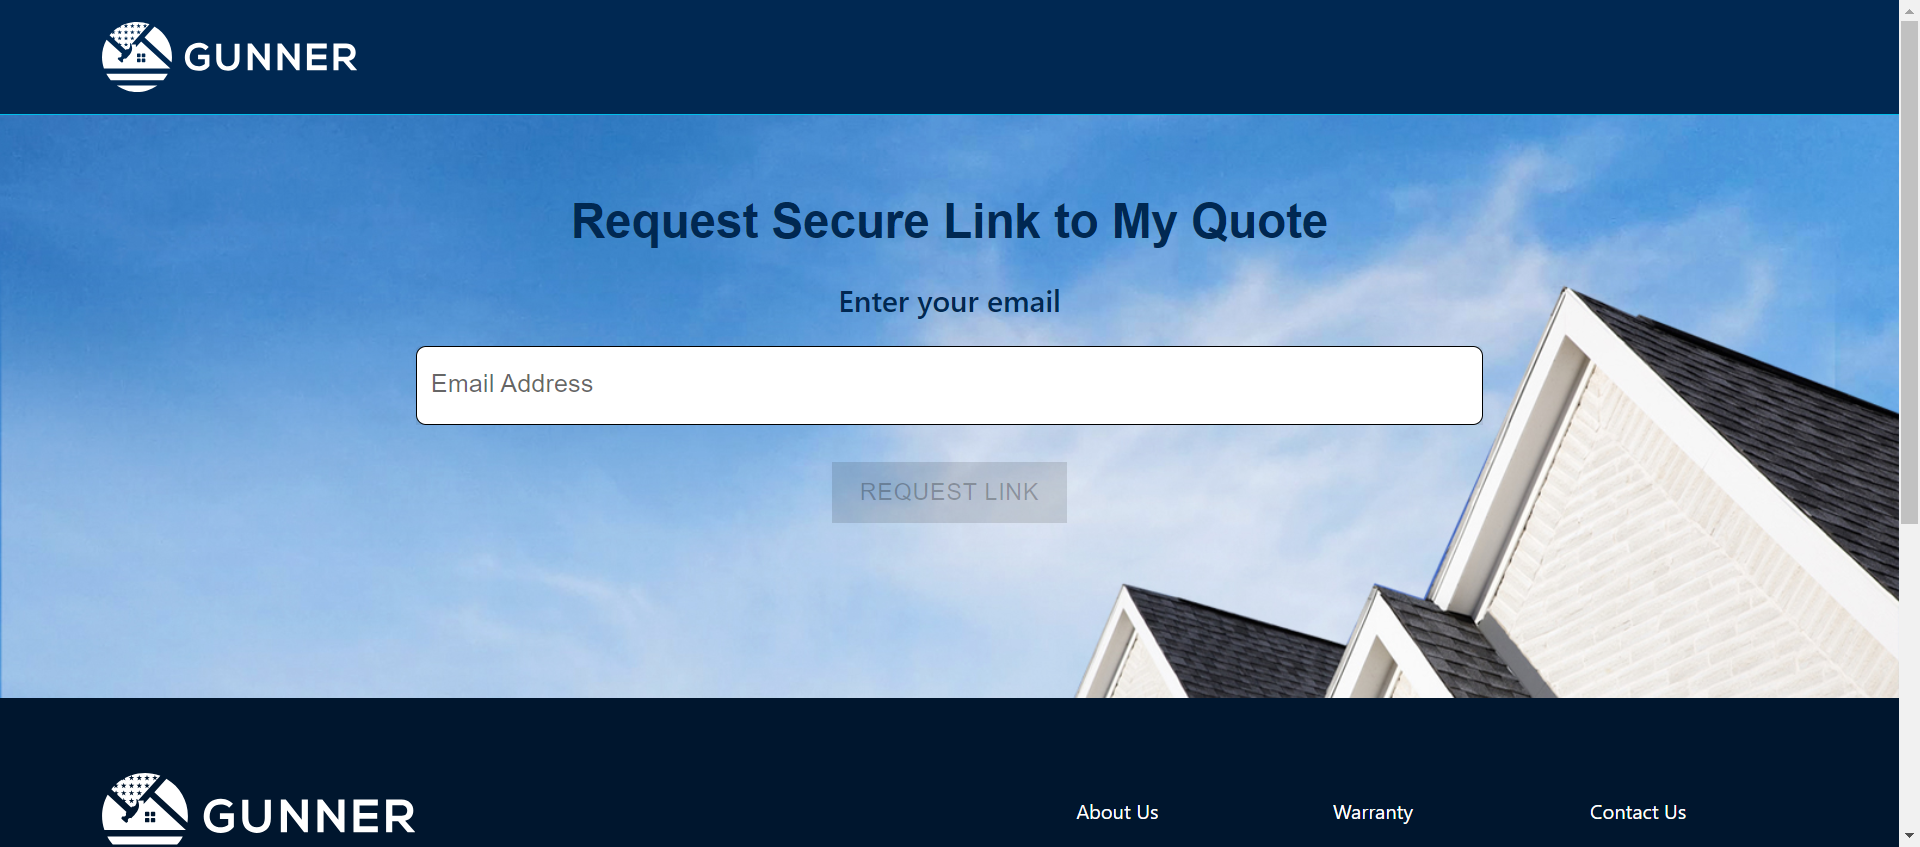 GUNNER
Request Secure Link to My Quote
Enter your email
Email Address
REQUEST LINK
GUNNER
About Us
Warranty
Contact Us